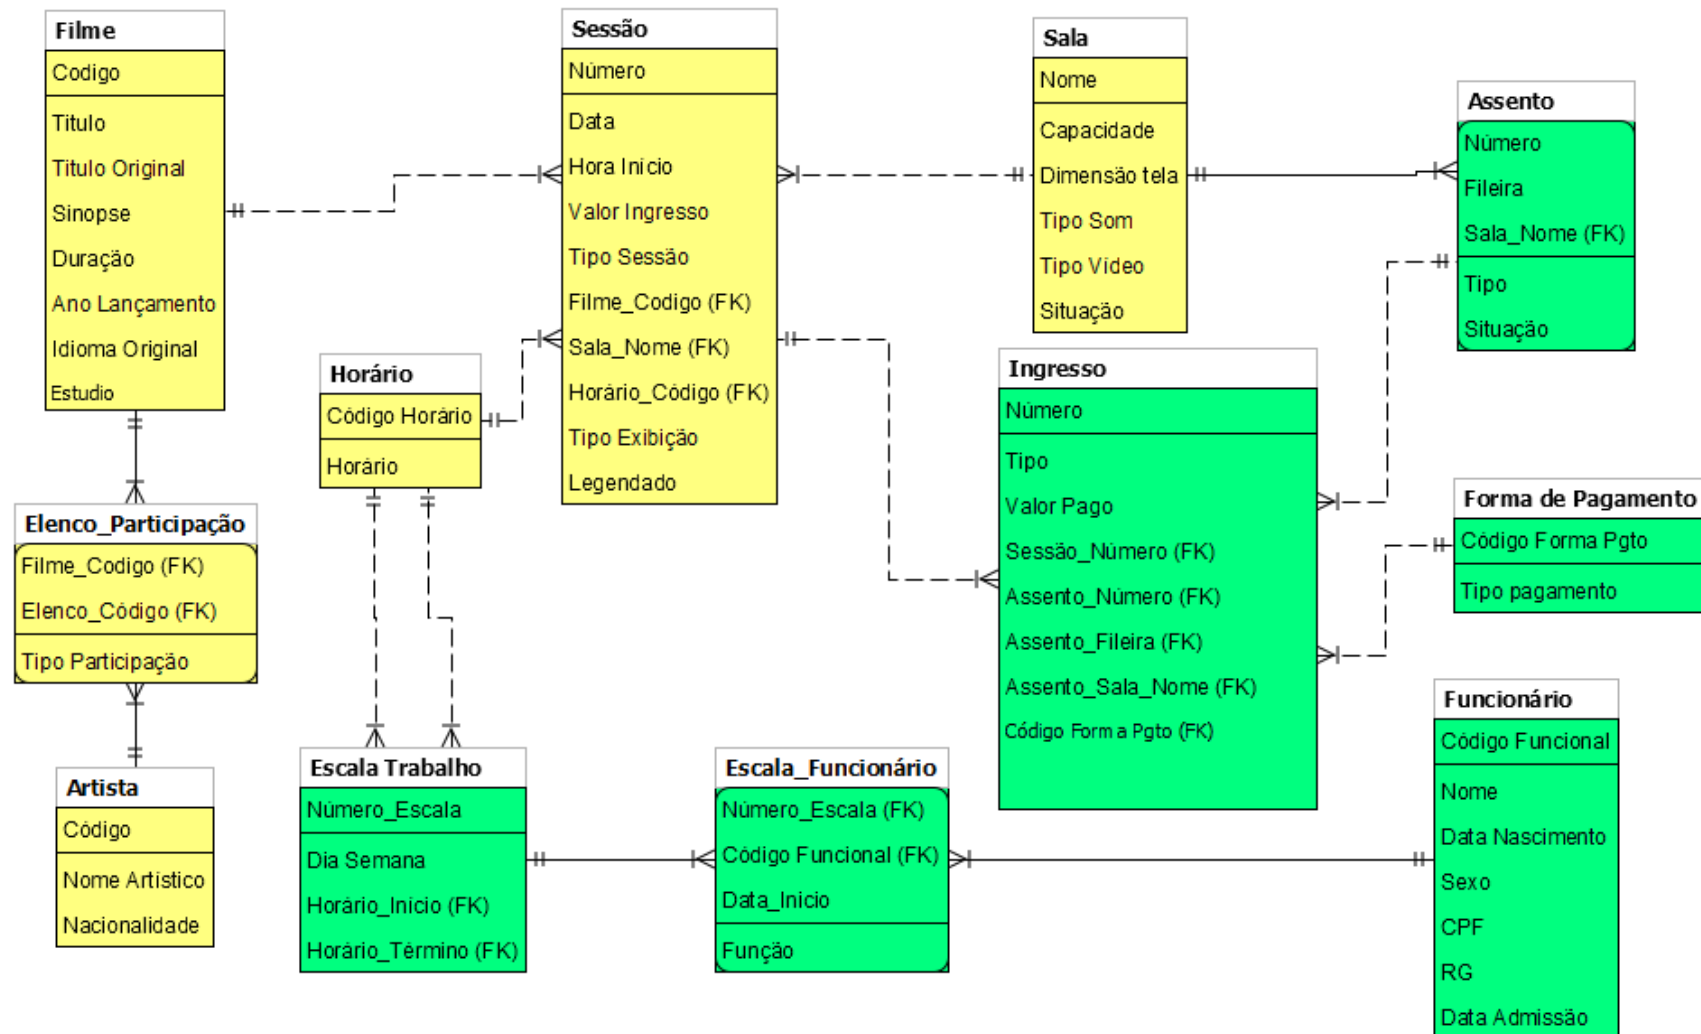 Filme
Codigo
Titulo
Titulo Original
Sinopse
Duração
Ano Lançamento
Idioma Original
Estudio
Sessão
Número
Data
Hora Início
Valor Ingresso
Tipo Sessão
Filme_Codigo (FK)
Sala_Nome (FK)
Horário_Código (FK)
Tipo Exibição
Legendado
Sala
Nome
Capacidade
Dimensão tela
Tipo Som
Tipo Vídeo
Situação
Assento
Número
Fileira
Sala_Nome (FK)
Tipo
Situação
Horário
Código Horário
Horário
Ingresso
Número
Tipo
Valor Pago
Sessão_Número (FK)
Assento_Número (FK)
Assento_Fileira (FK)
Assento_Sala_Nome (FK)
Código Forma Pgto (FK)
Forma de Pagamento
Código Forma Pgto
Tipo pagamento
Elenco_Participação
Filme_Codigo (FK)
Elenco_Código (FK)
Tipo Participação
Artista
Código
Nome Artístico
Nacionalidade
Escala Trabalho
Número_Escala
Dia Semana
Horário_Início (FK)
Horário_Término (FK)
Escala_Funcionário
Número_Escala (FK)
Código Funcional (FK)
Data_Inicio
Função
Funcionário
Código Funcional
Nome
Data Nascimento
Sexo
CPF
RG
Data Admissão